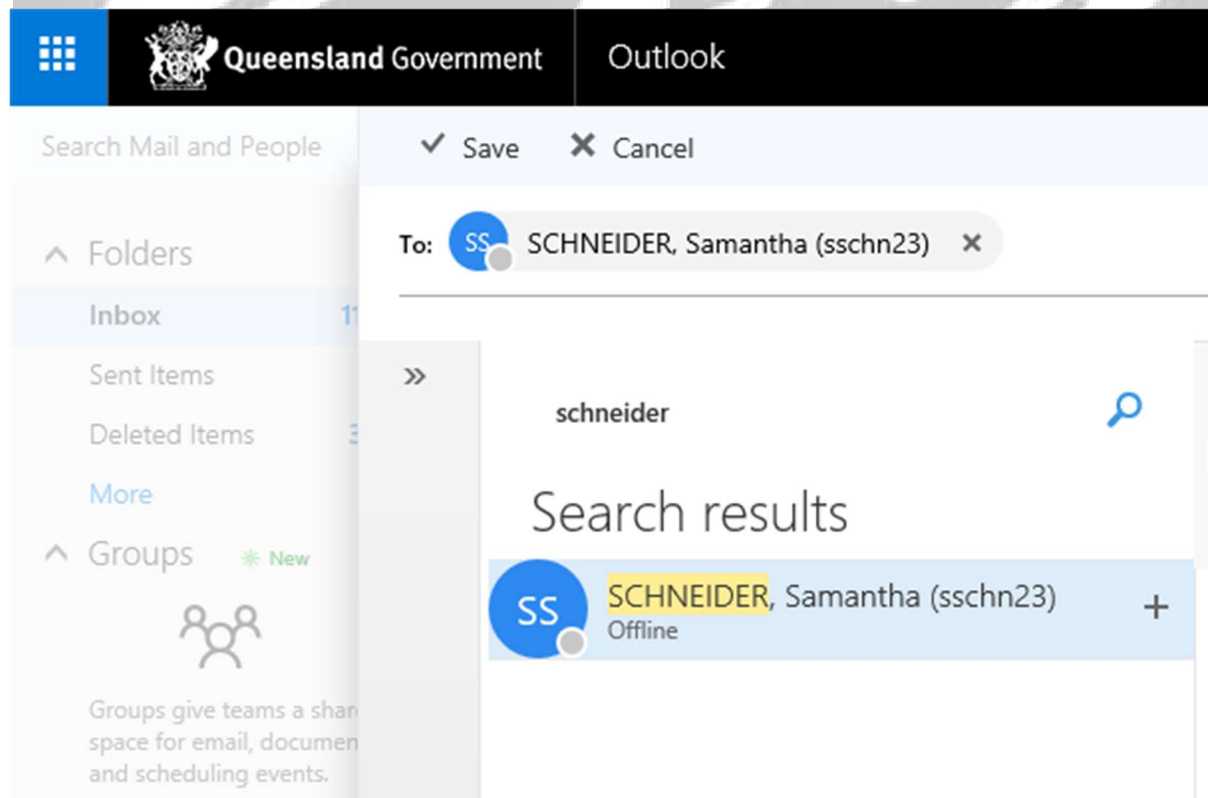 Queensland Government
Outlook
Search Mail and People
Save
Cancel
To: SS SCHNEIDER, Samantha (sschn23)
Folders
Inbox 11
Sent Items
Deleted Items
More
Groups New
Groups give teams a
space for email,
and scheduling events.
schneider
Search results
SS SCHNEIDER, Samantha (sschn23)
Offline